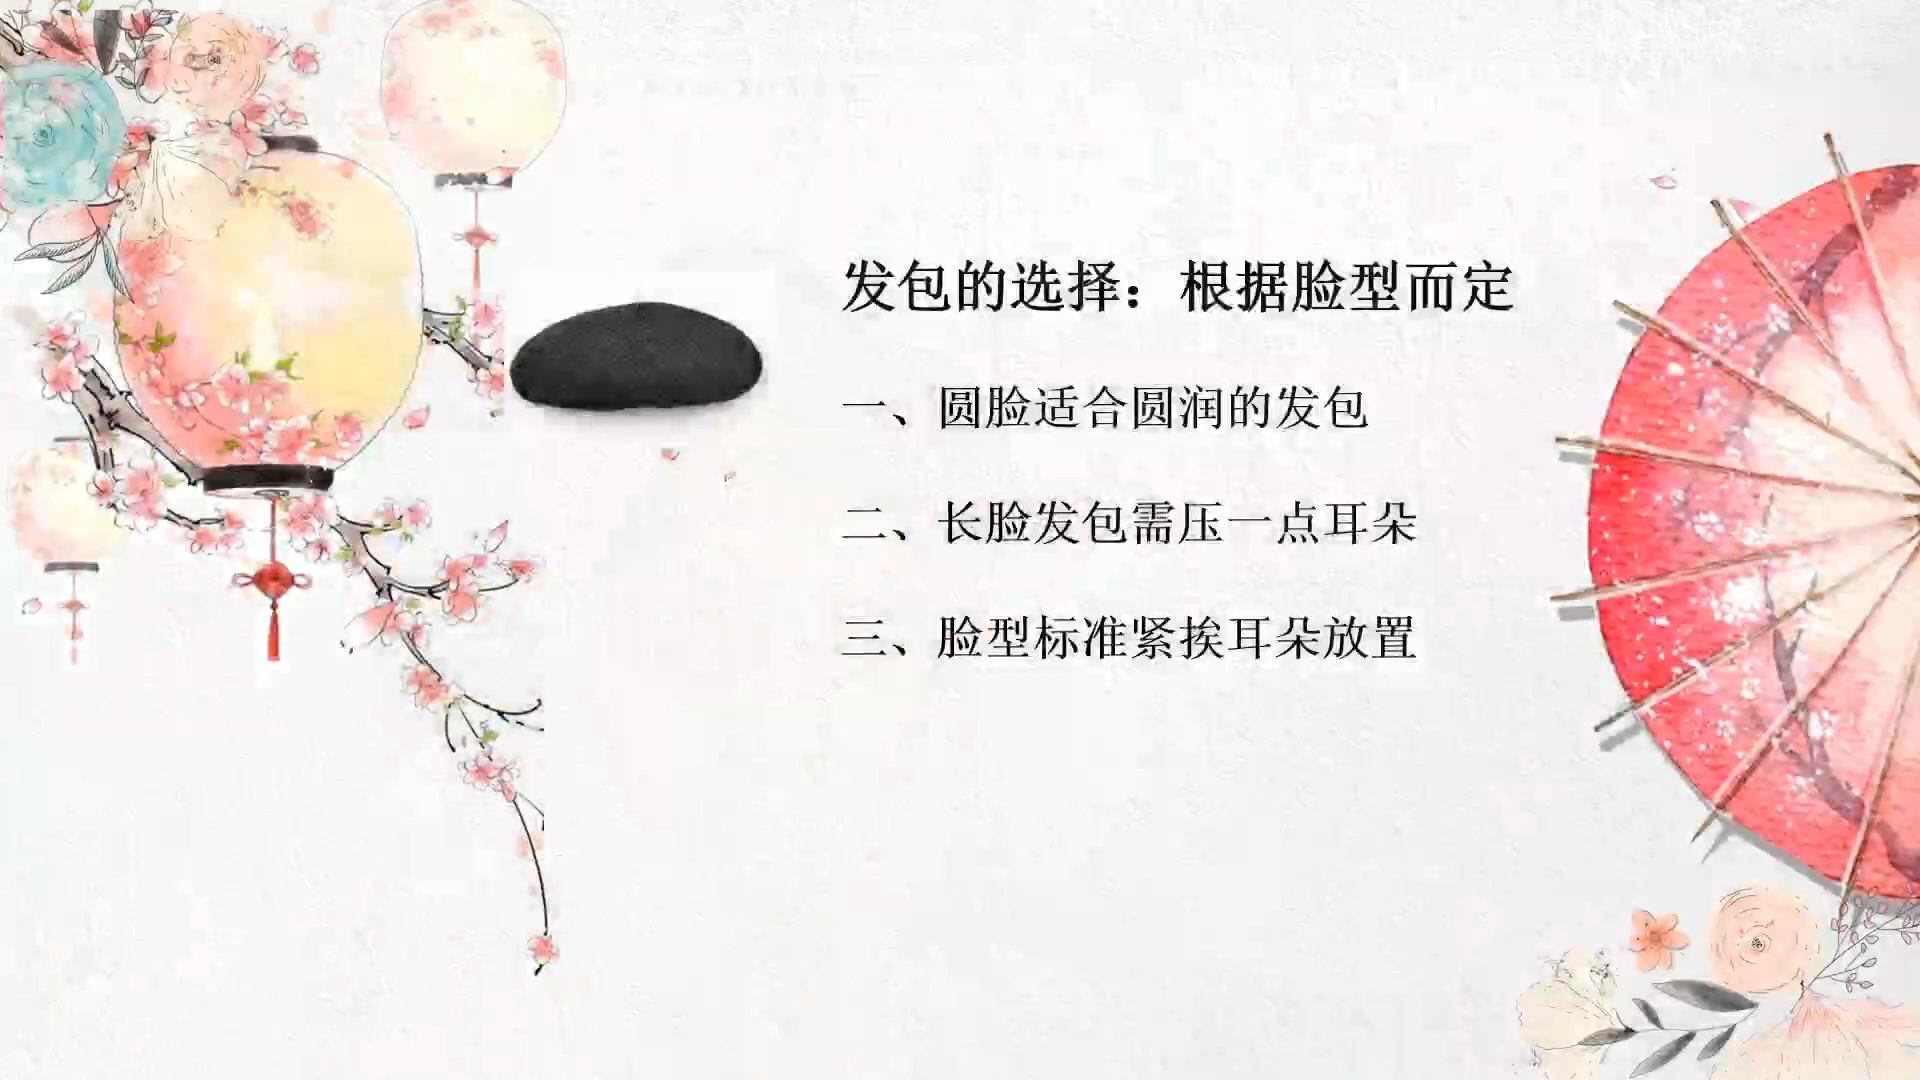 发包的选择：根据脸型而定
一、圆脸适合圆润的发包
二、长脸发包需压一点耳朵
三、脸型标准紧挨耳朵放置